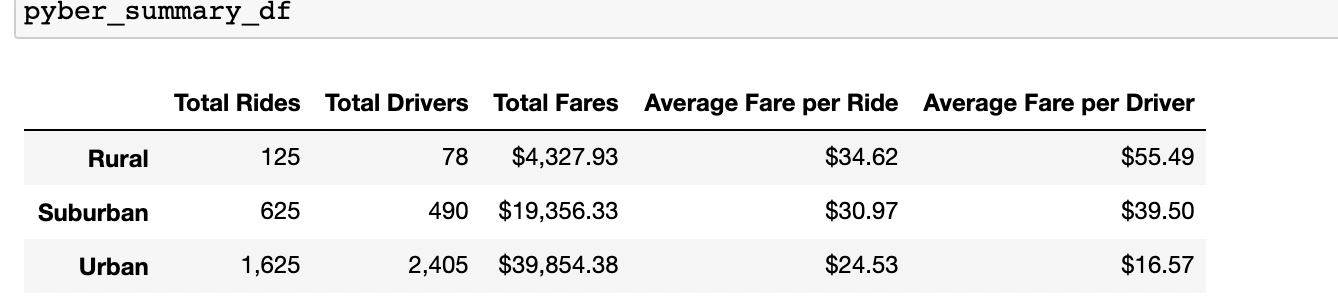 pyber_summary_df
Total Rides Total Drivers Total Fares Average Fare per Ride Average Fare per Driver
Rural 125 78 $4,327.93 $34.62 $55.49
Suburban 625 490 $19,356.33 $30.97 $39.50
Urban 1,625 2,405 $39,854.38 $24.53 $16.57